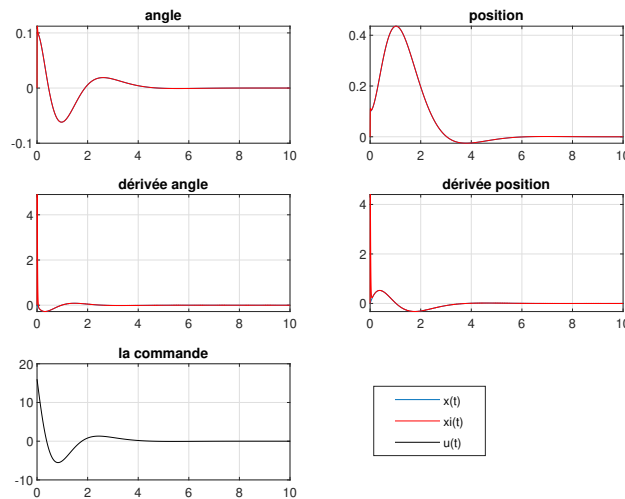 angle
0.1
0
-0.1
0 2 4 6 8 10
position
0.4
0.2
0
0 2 4 6 8 10
dérivée angle
4
2
0
0 2 4 6 8 10
dérivée position
4
2
0
0 2 4 6 8 10
la commande
20
10
0
-10
0 2 4 6 8 10
x(t)
xi(t)
u(t)